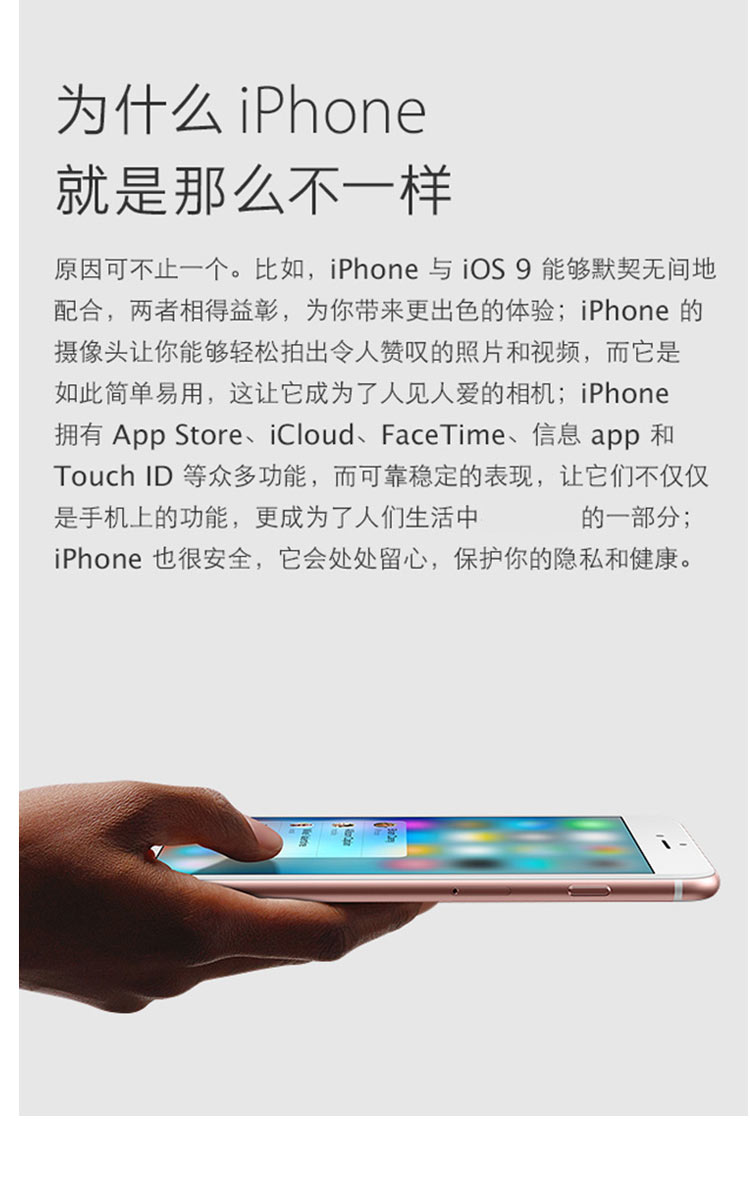 为什么 iPhone
就是那么不一样
原因可不止一个。比如，iPhone 与 iOS 9 能够默契无间地
配合，两者相得益彰，为你带来更出色的体验；iPhone 的
摄像头让你能够轻松拍出令人赞叹的照片和视频，而它是
如此简单易用，这让它成为了人见人爱的相机；iPhone
拥有 App Store、iCloud、FaceTime、信息 app 和
Touch ID 等众多功能，而可靠稳定的表现，让它们不仅仅
是手机上的功能，更成为了人们生活中 的一部分；
iPhone 也很安全，它会处处留心，保护你的隐私和健康。